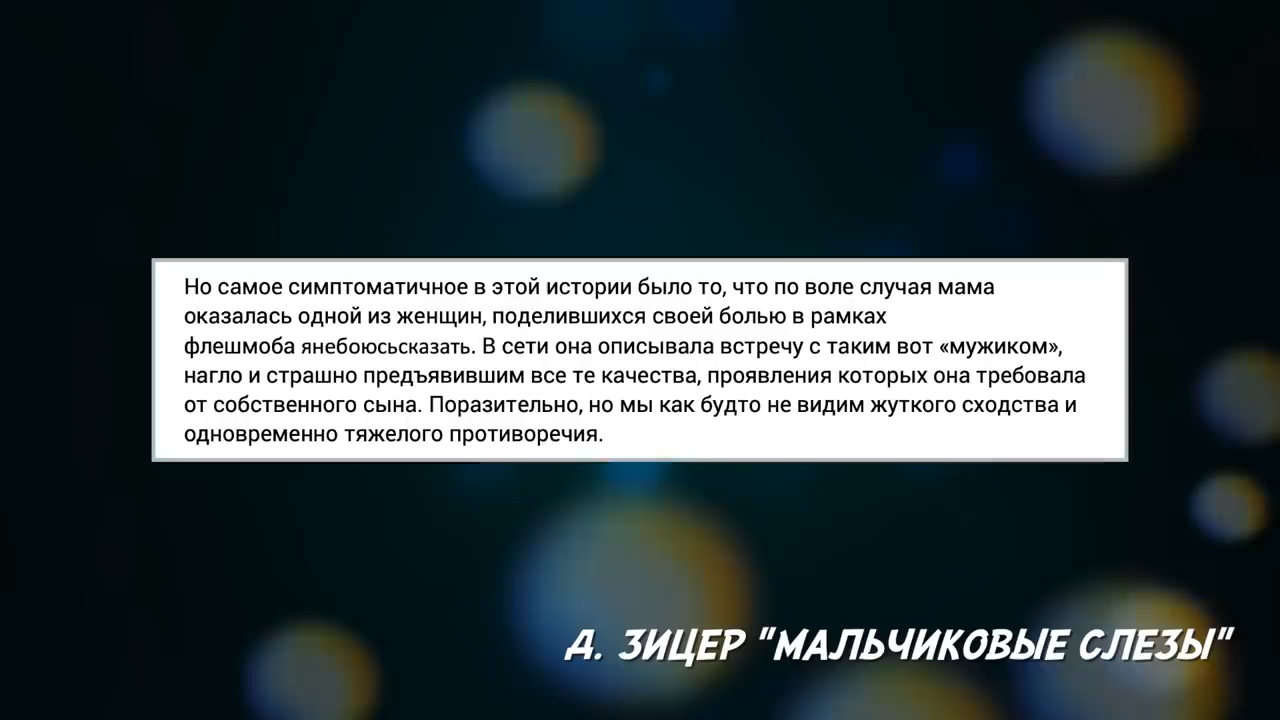 Но самое симптоматичное в этой истории было то, что по воле случая мама
оказалась одной из женщин, поделившихся своей болью в рамках
флешмоба янебоюсьсказать. В сети она описывала встречу с таким вот «мужиком»,
нагло и страшно предъявившим все те качества, проявления которых она требовала
от собственного сына. Поразительно, но мы как будто не видим жуткого сходства и
одновременно тяжелого противоречия.
Д. ЗИЦЕР "МАЛЬЧИКОВЫЕ СЛЕЗЫ"